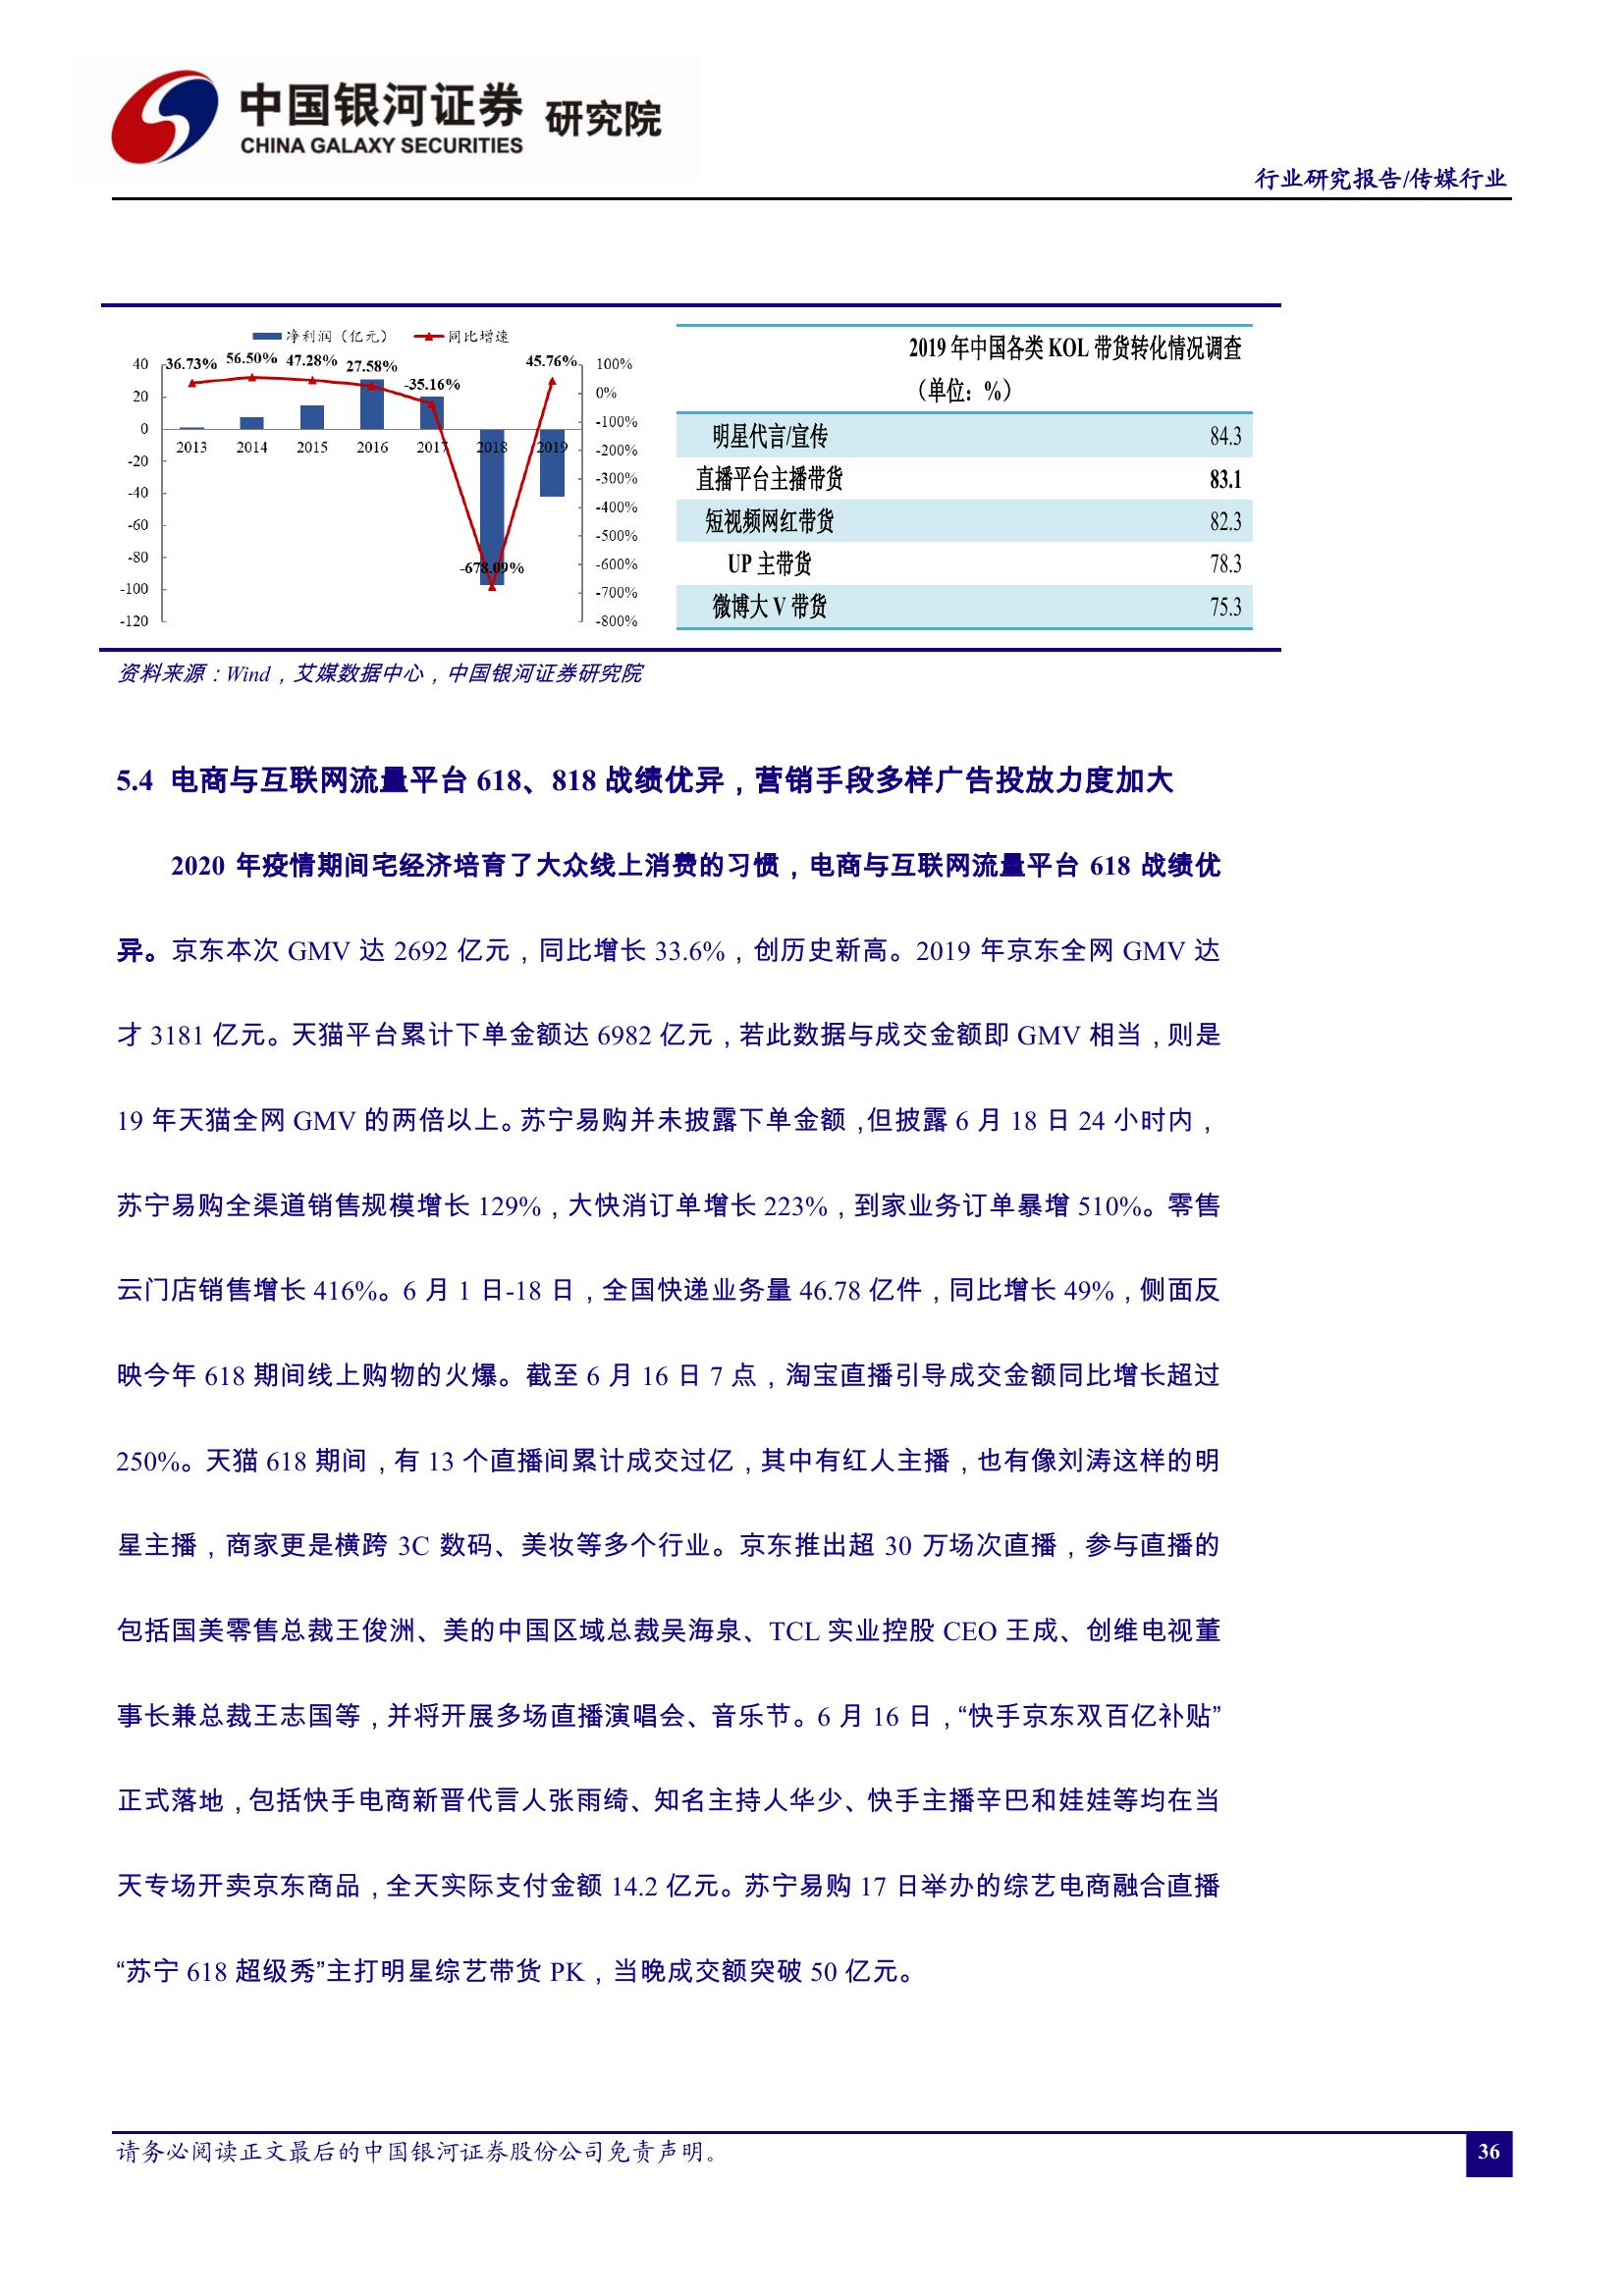 中国银河证券 研究院
CHINA GALAXY SECURITIES
行业研究报告/传媒行业
净利润（亿元） 同比增速
40 36.73% 56.50% 47.28% 27.58% -35.16% 45.76% 100%
20 0%
0 -100%
2013 2014 2015 2016 2017 2018 2019
-20 -200%
-40 -300%
-60 -400%
-80 -500%
-678.09% -600%
-100 -700%
-120 -800%
2019 年中国各类 KOL 带货转化情况调查
（单位：%）
明星代言/宣传 84.3
直播平台主播带货 83.1
短视频网红带货 82.3
UP 主带货 78.3
微博大 V 带货 75.3
资料来源：Wind，艾媒数据中心，中国银河证券研究院
5.4 电商与互联网流量平台 618、818 战绩优异，营销手段多样广告投放力度加大
2020 年疫情期间宅经济培育了大众线上消费的习惯，电商与互联网流量平台 618 战绩优
异。京东本次 GMV 达 2692 亿元，同比增长 33.6%，创历史新高。2019 年京东全网 GMV 达
才 3181 亿元。天猫平台累计下单金额达 6982 亿元，若此数据与成交金额即 GMV 相当，则是
19 年天猫全网 GMV 的两倍以上。苏宁易购并未披露下单金额，但披露 6 月 18 日 24 小时内，
苏宁易购全渠道销售规模增长 129%，大快消订单增长 223%，到家业务订单暴增 510%。零售
云门店销售增长 416%。6 月 1 日-18 日，全国快递业务量 46.78 亿件，同比增长 49%，侧面反
映今年 618 期间线上购物的火爆。截至 6 月 16 日 7 点，淘宝直播引导成交金额同比增长超过
250%。天猫 618 期间，有 13 个直播间累计成交过亿，其中有红人主播，也有像刘涛这样的明
星主播，商家更是横跨 3C 数码、美妆等多个行业。京东推出超 30 万场次直播，参与直播的
包括国美零售总裁王俊洲、美的中国区域总裁吴海泉、TCL 实业控股 CEO 王成、创维电视董
事长兼总裁王志国等，并将开展多场直播演唱会、音乐节。6 月 16 日，“快手京东双百亿补贴”
正式落地，包括快手电商新晋代言人张雨绮、知名主持人华少、快手主播辛巴和娃娃等均在当
天专场开卖京东商品，全天实际支付金额 14.2 亿元。苏宁易购 17 日举办的综艺电商融合直播
“苏宁 618 超级秀”主打明星综艺带货 PK，当晚成交额突破 50 亿元。
请务必阅读正文最后的中国银河证券股份公司免责声明。
36